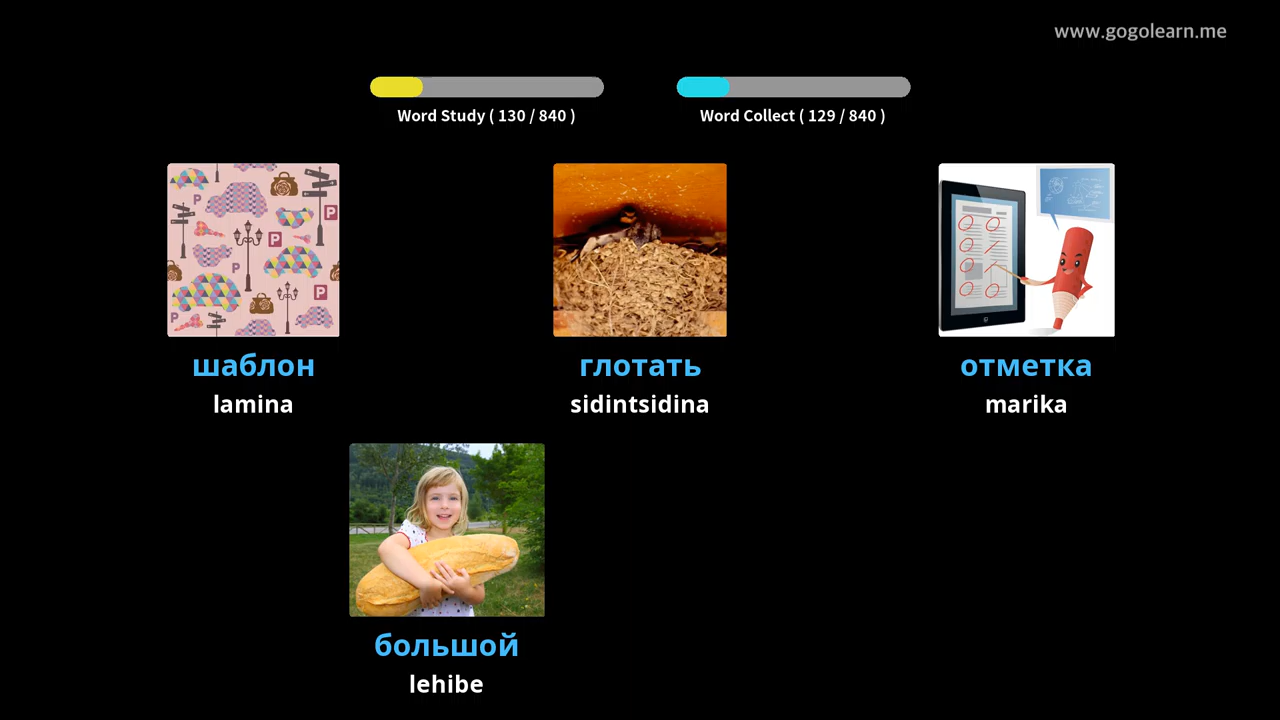 www.gogolearn.me
Word Study ( 130 / 840 )
Word Collect ( 129 / 840 )
P
P
P
P
P
P
шаблон
lamina
глотать
sidintsidina
отметка
marika
большой
lehibe